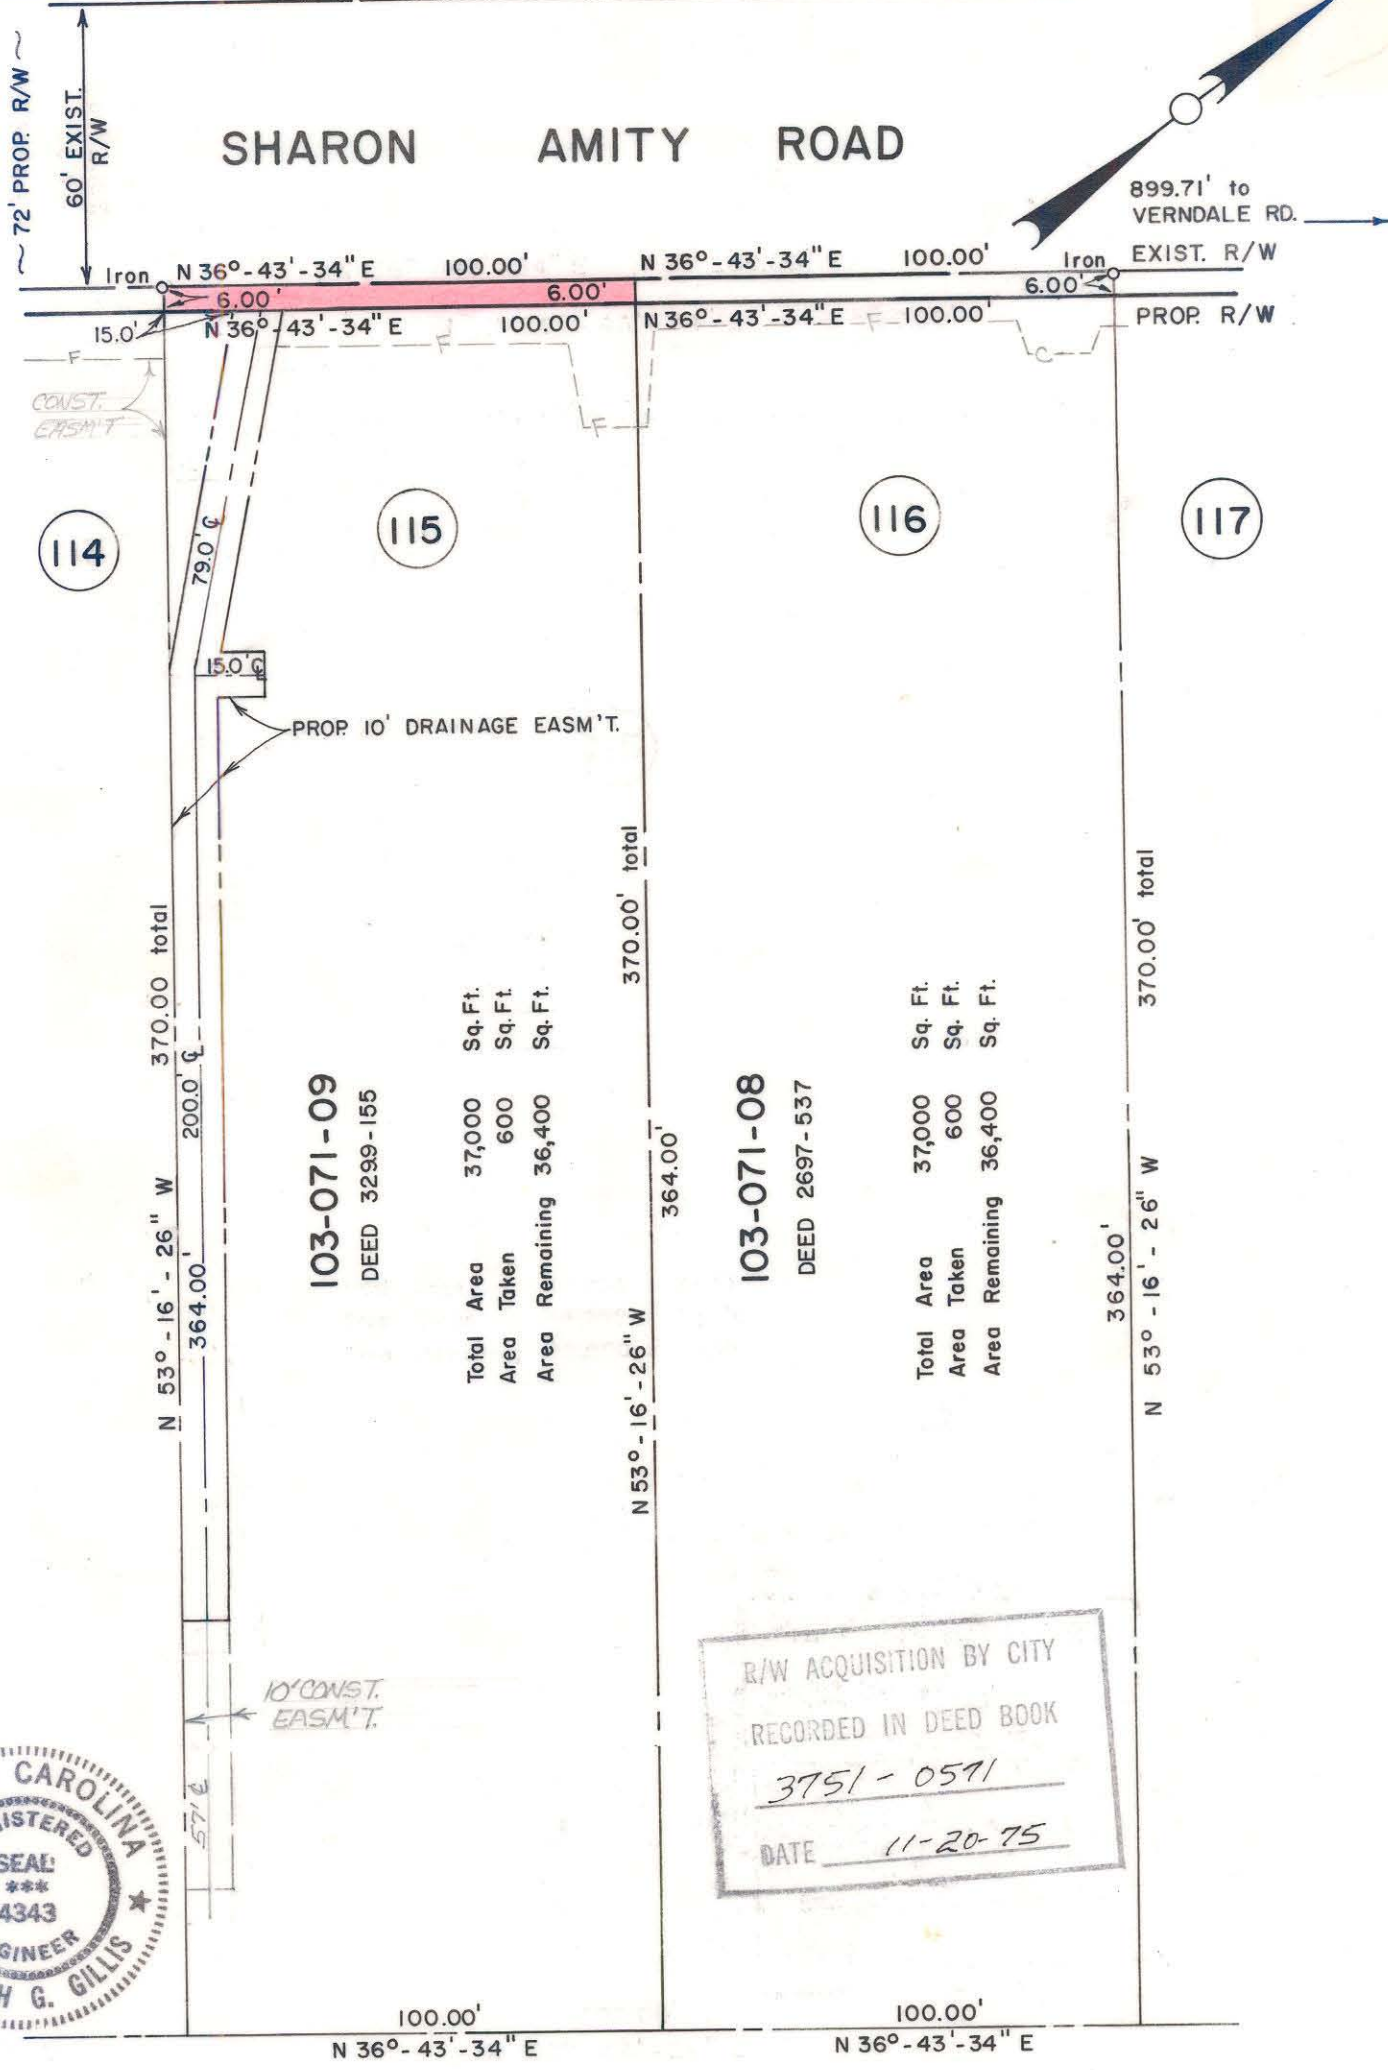 ~ 72' PROP. R/W ~
60' EXIST.
R/W
SHARON AMITY ROAD
899.71' to
VERNDALE RD.
EXIST. R/W
Iron N 36°-43'-34" E 100.00' N 36°-43'-34" E 100.00' Iron
6.00' 6.00' 6.00'
15.0' N 36°-43'-34" E 100.00' N 36°-43'-34" E F 100.00' PROP. R/W
F F C
F
CONST.
EASM'T
114
115
116
117
79.0' ℄
15.0' ℄
PROP. 10' DRAINAGE EASM'T.
370.00 total
N 53°-16'-26" W
200.0' ℄
364.00'
103-071-09
DEED 3299-155
Total Area 37,000 Sq. Ft.
Area Taken 600 Sq. Ft.
Area Remaining 36,400 Sq. Ft.
370.00' total
N 53°-16'-26" W
364.00'
103-071-08
DEED 2697-537
Total Area 37,000 Sq. Ft.
Area Taken 600 Sq. Ft.
Area Remaining 36,400 Sq. Ft.
370.00' total
364.00'
N 53°-16'-26" W
10' CONST.
EASM'T.
57' ℄
R/W ACQUISITION BY CITY
RECORDED IN DEED BOOK
3751-0571
DATE 11-20-75
CAROLINA
ISTERED
SEAL
***
4343
GINEER
H G. GILLIS
100.00' 100.00'
N 36°-43'-34" E N 36°-43'-34" E